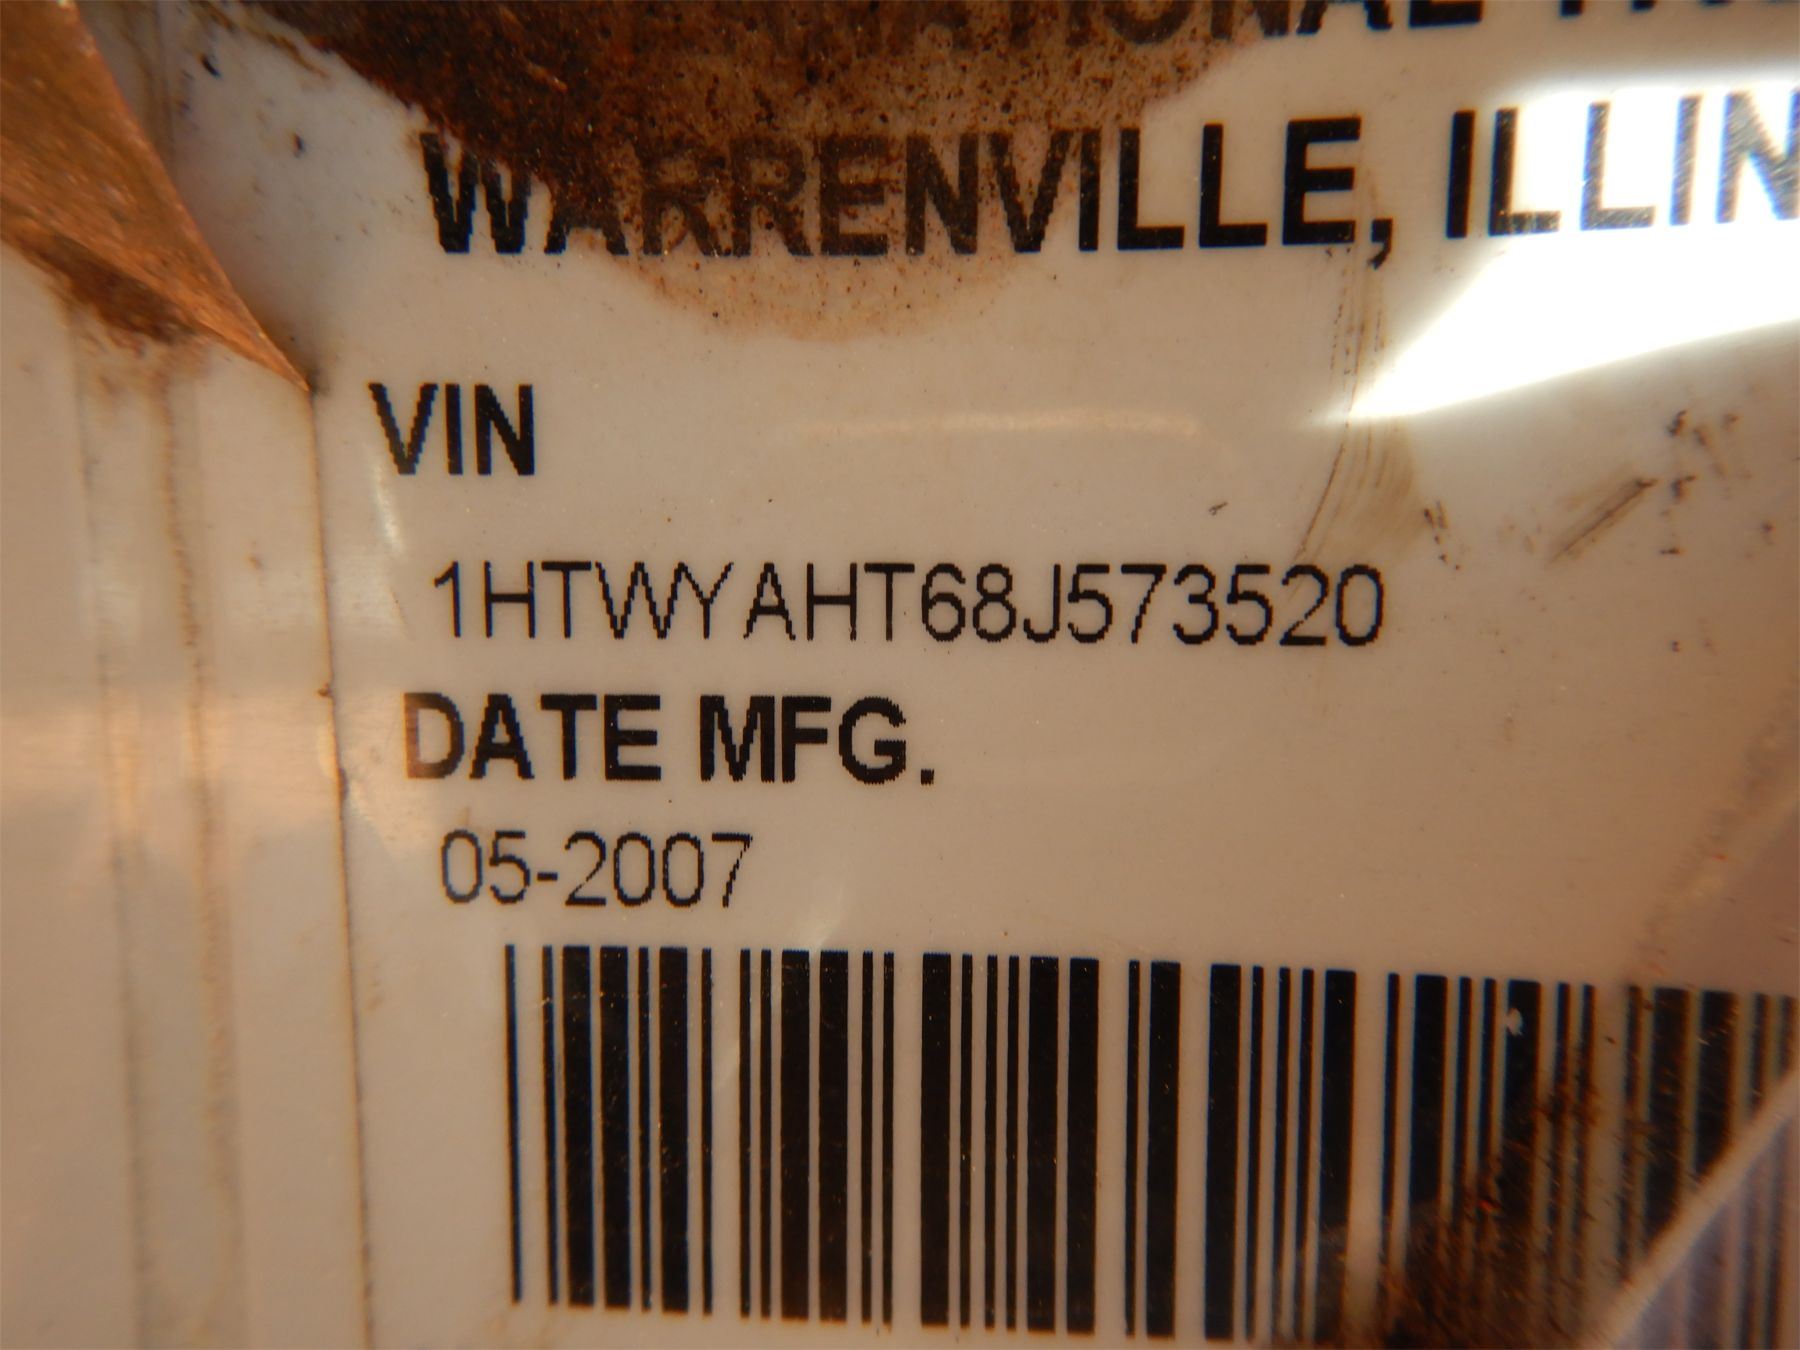 WARRENVILLE, ILLIN
VIN
1HTWYAHT68J573520
DATE MFG.
05-2007